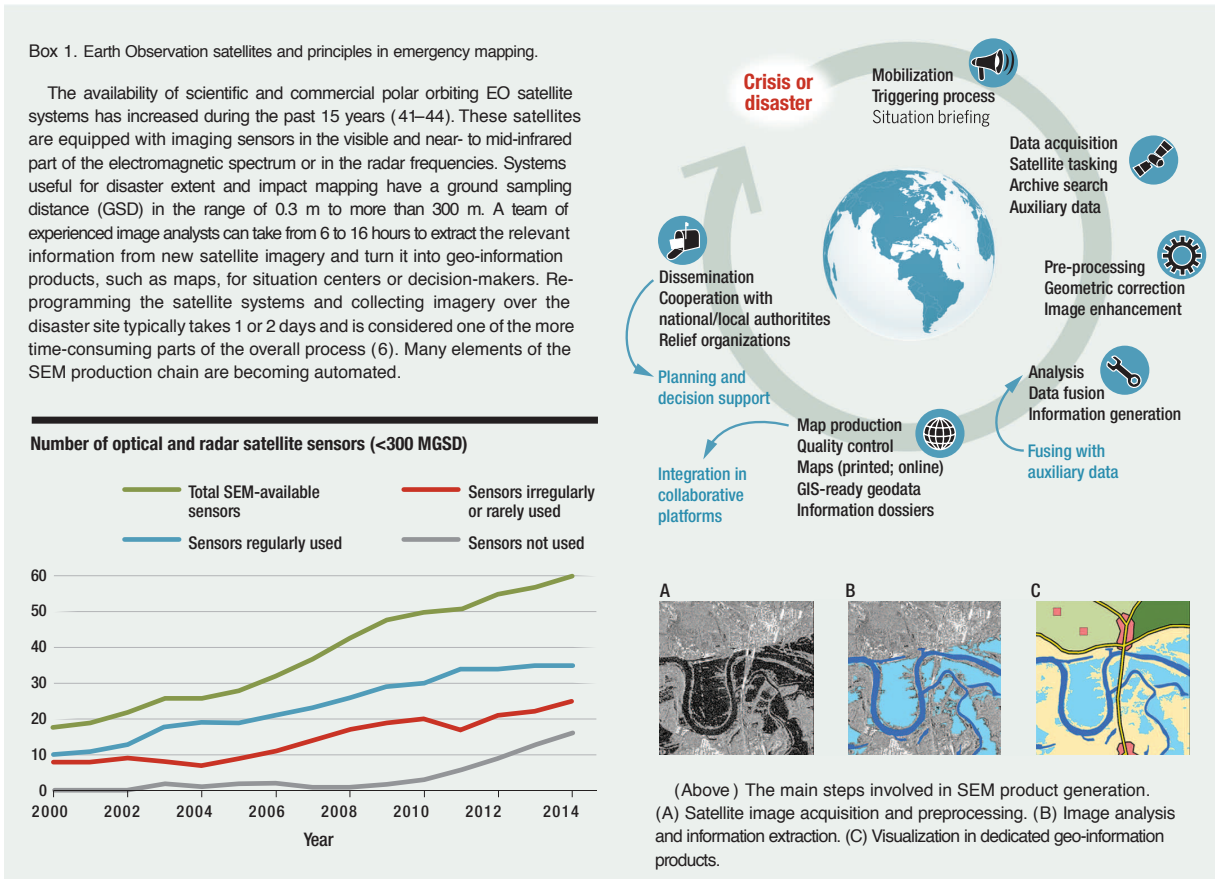 Box 1. Earth Observation satellites and principles in emergency mapping.
The availability of scientific and commercial polar orbiting EO satellite
systems has increased during the past 15 years (41–44). These satellites
are equipped with imaging sensors in the visible and near- to mid-infrared
part of the electromagnetic spectrum or in the radar frequencies. Systems
useful for disaster extent and impact mapping have a ground sampling
distance (GSD) in the range of 0.3 m to more than 300 m. A team of
experienced image analysts can take from 6 to 16 hours to extract the relevant
information from new satellite imagery and turn it into geo-information
products, such as maps, for situation centers or decision-makers. Re-
programming the satellite systems and collecting imagery over the
disaster site typically takes 1 or 2 days and is considered one of the more
time-consuming parts of the overall process (6). Many elements of the
SEM production chain are becoming automated.
Number of optical and radar satellite sensors (<300 MGSD)
Total SEM-available
sensors
Sensors regularly used
Sensors irregularly
or rarely used
Sensors not used
60
50
40
30
20
10
0
2000
2002
2004
2006
2008
2010
2012
2014
Year
Crisis or
disaster
Mobilization
Triggering process
Situation briefing
Data acquisition
Satellite tasking
Archive search
Auxiliary data
Pre-processing
Geometric correction
Image enhancement
Analysis
Data fusion
Information generation
Fusing with
auxiliary data
Map production
Quality control
Maps (printed; online)
GIS-ready geodata
Information dossiers
Integration in
collaborative
platforms
Dissemination
Cooperation with
national/local authoritites
Relief organizations
Planning and
decision support
A
B
C
(Above) The main steps involved in SEM product generation.
(A) Satellite image acquisition and preprocessing. (B) Image analysis
and information extraction. (C) Visualization in dedicated geo-information
products.